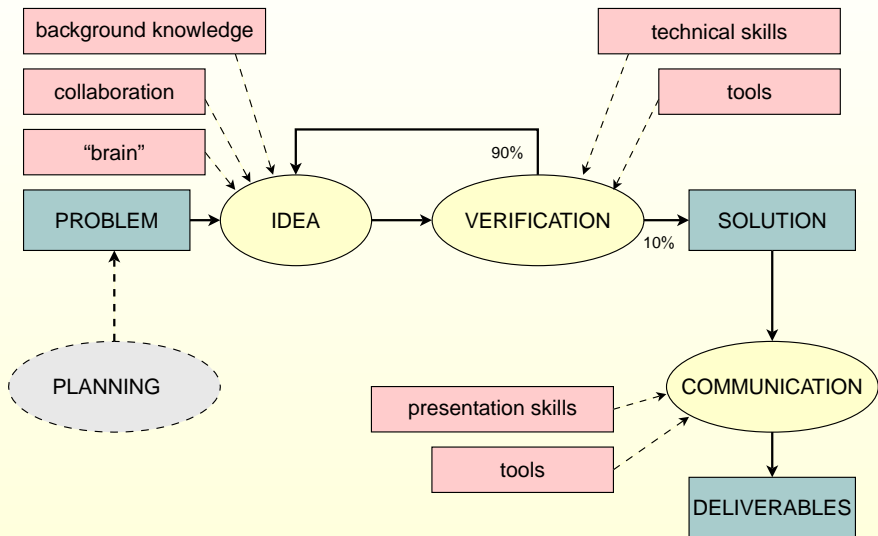 background knowledge
technical skills
collaboration
tools
“brain”
90%
PROBLEM
IDEA
VERIFICATION
SOLUTION
10%
PLANNING
COMMUNICATION
presentation skills
tools
DELIVERABLES